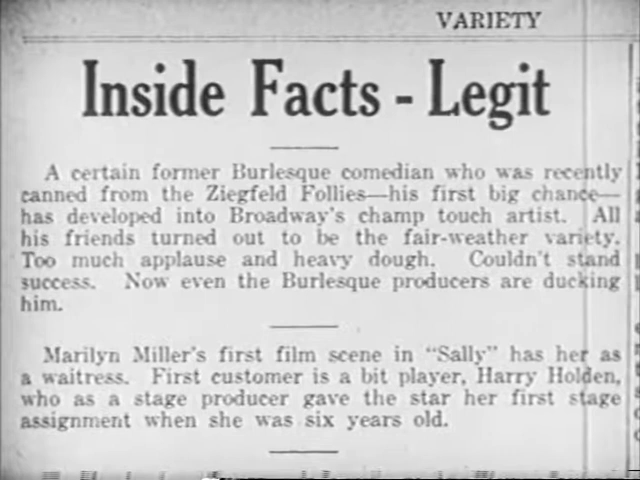 VARIETY
Inside Facts - Legit
A certain former Burlesque comedian who was recently
canned from the Ziegfeld Follies—his first big chance—
has developed into Broadway's champ touch artist. All
his friends turned out to be the fair-weather variety.
Too much applause and heavy dough. Couldn't stand
success. Now even the Burlesque producers are ducking
him.
Marilyn Miller's first film scene in "Sally" has her as
a waitress. First customer is a bit player, Harry Holden,
who as a stage producer gave the star her first stage
assignment when she was six years old.